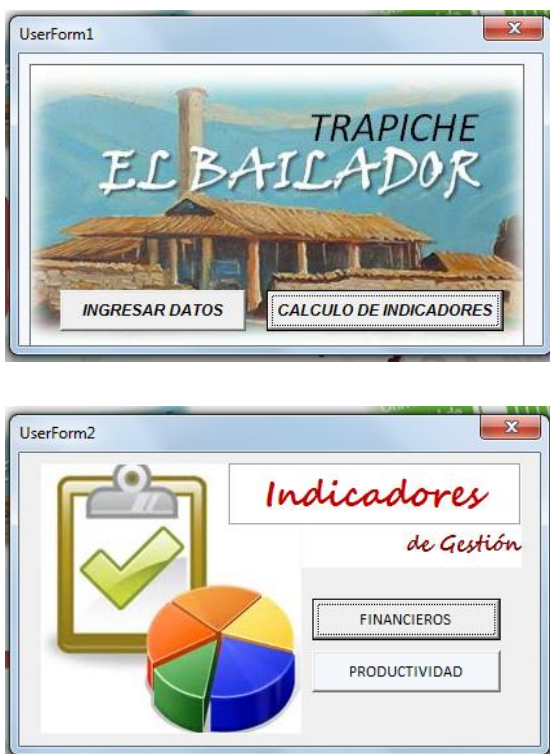 UserForm1
TRAPICHE
EL BAILADOR
INGRESAR DATOS
CALCULO DE INDICADORES
UserForm2
Indicadores
de Gestión
FINANCIEROS
PRODUCTIVIDAD